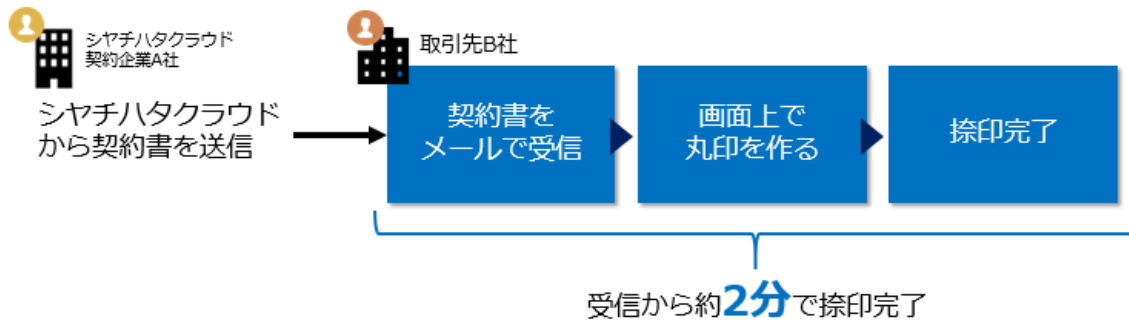 シヤチハタクラウド
契約企業A社
取引先B社
シヤチハタクラウド
から契約書を送信
契約書を
メールで受信
画面上で
丸印を作る
捺印完了
受信から約2分で捺印完了